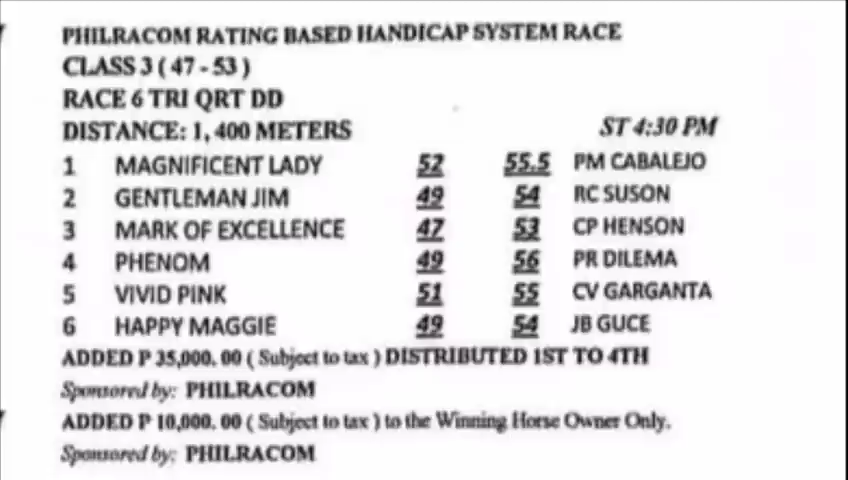 PHILRACOM RATING BASED HANDICAP SYSTEM RACE
CLASS 3 ( 47 - 53 )
RACE 6 TRI QRT DD
DISTANCE: 1, 400 METERS ST 4:30 PM
1 MAGNIFICENT LADY 52 55.5 PM CABALEJO
2 GENTLEMAN JIM 49 54 RC SUSON
3 MARK OF EXCELLENCE 47 53 CP HENSON
4 PHENOM 49 56 PR DILEMA
5 VIVID PINK 51 55 CV GARGANTA
6 HAPPY MAGGIE 49 54 JB GUCE
ADDED P 35,000. 00 ( Subject to tax ) DISTRIBUTED 1ST TO 4TH
Sponsored by: PHILRACOM
ADDED P 10,000. 00 ( Subject to tax ) to the Winning Horse Owner Only.
Sponsored by: PHILRACOM